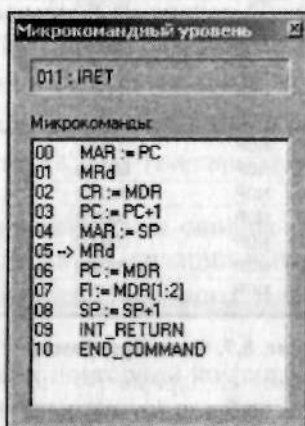 Микрокомандный уровень
011 : IRET
Микрокоманды:
00 MAR := PC
01 MRd
02 CR := MDR
03 PC := PC+1
04 MAR := SP
05 --> MRd
06 PC := MDR
07 FI := MDR[1:2]
08 SP := SP+1
09 INT_RETURN
10 END_COMMAND